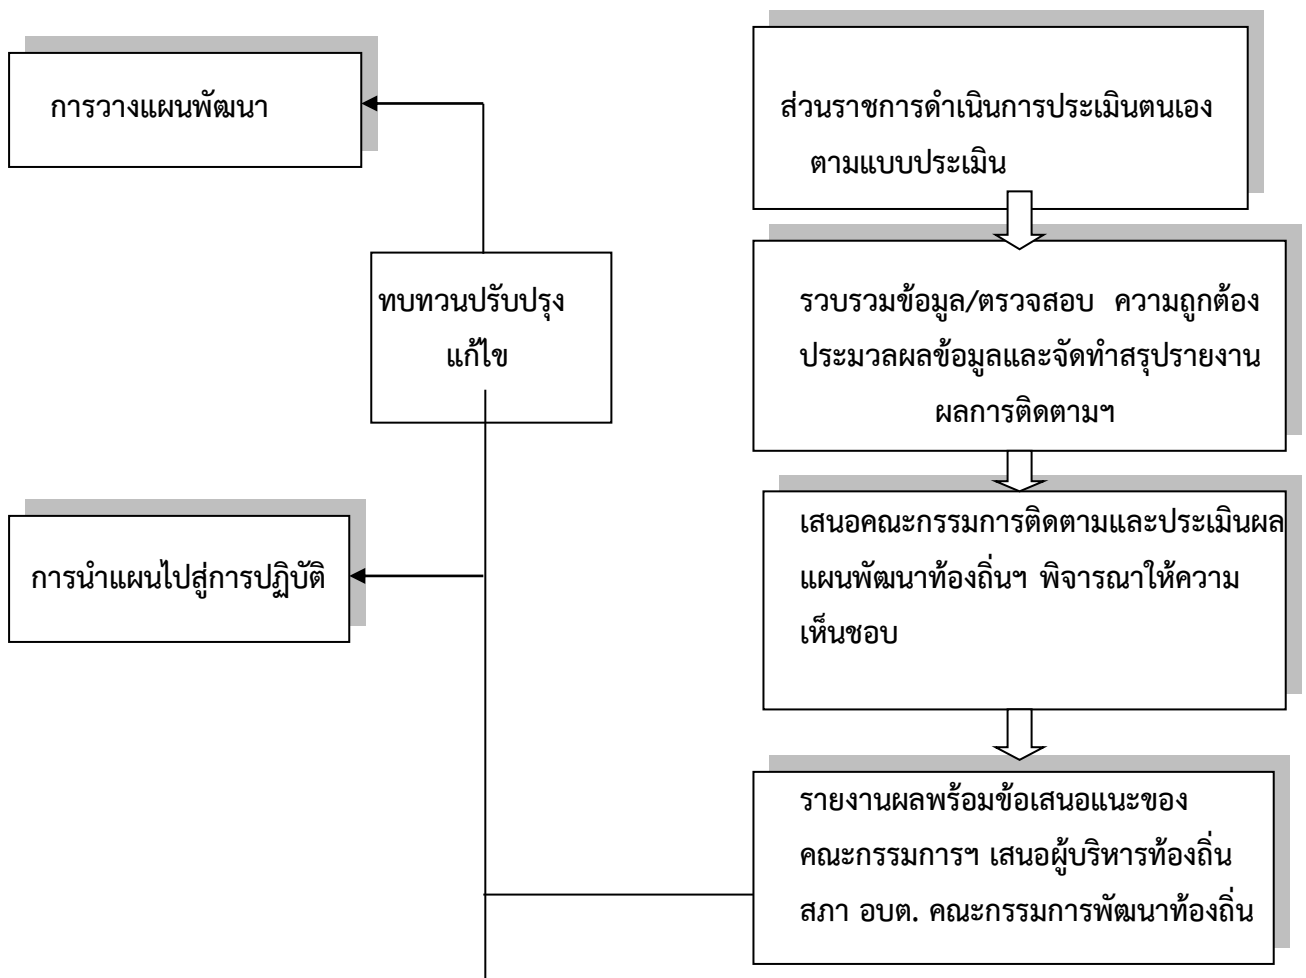 การวางแผนพัฒนา
ทบทวนปรับปรุง
แก้ไข
การนำแผนไปสู่การปฏิบัติ
ส่วนราชการดำเนินการประเมินตนเอง
ตามแบบประเมิน
รวบรวมข้อมูล/ตรวจสอบ ความถูกต้อง
ประมวลผลข้อมูลและจัดทำสรุปรายงาน
ผลการติดตามฯ
เสนอคณะกรรมการติดตามและประเมินผล
แผนพัฒนาท้องถิ่นฯ พิจารณาให้ความ
เห็นชอบ
รายงานผลพร้อมข้อเสนอแนะของ
คณะกรรมการฯ เสนอผู้บริหารท้องถิ่น
สภา อบต. คณะกรรมการพัฒนาท้องถิ่น